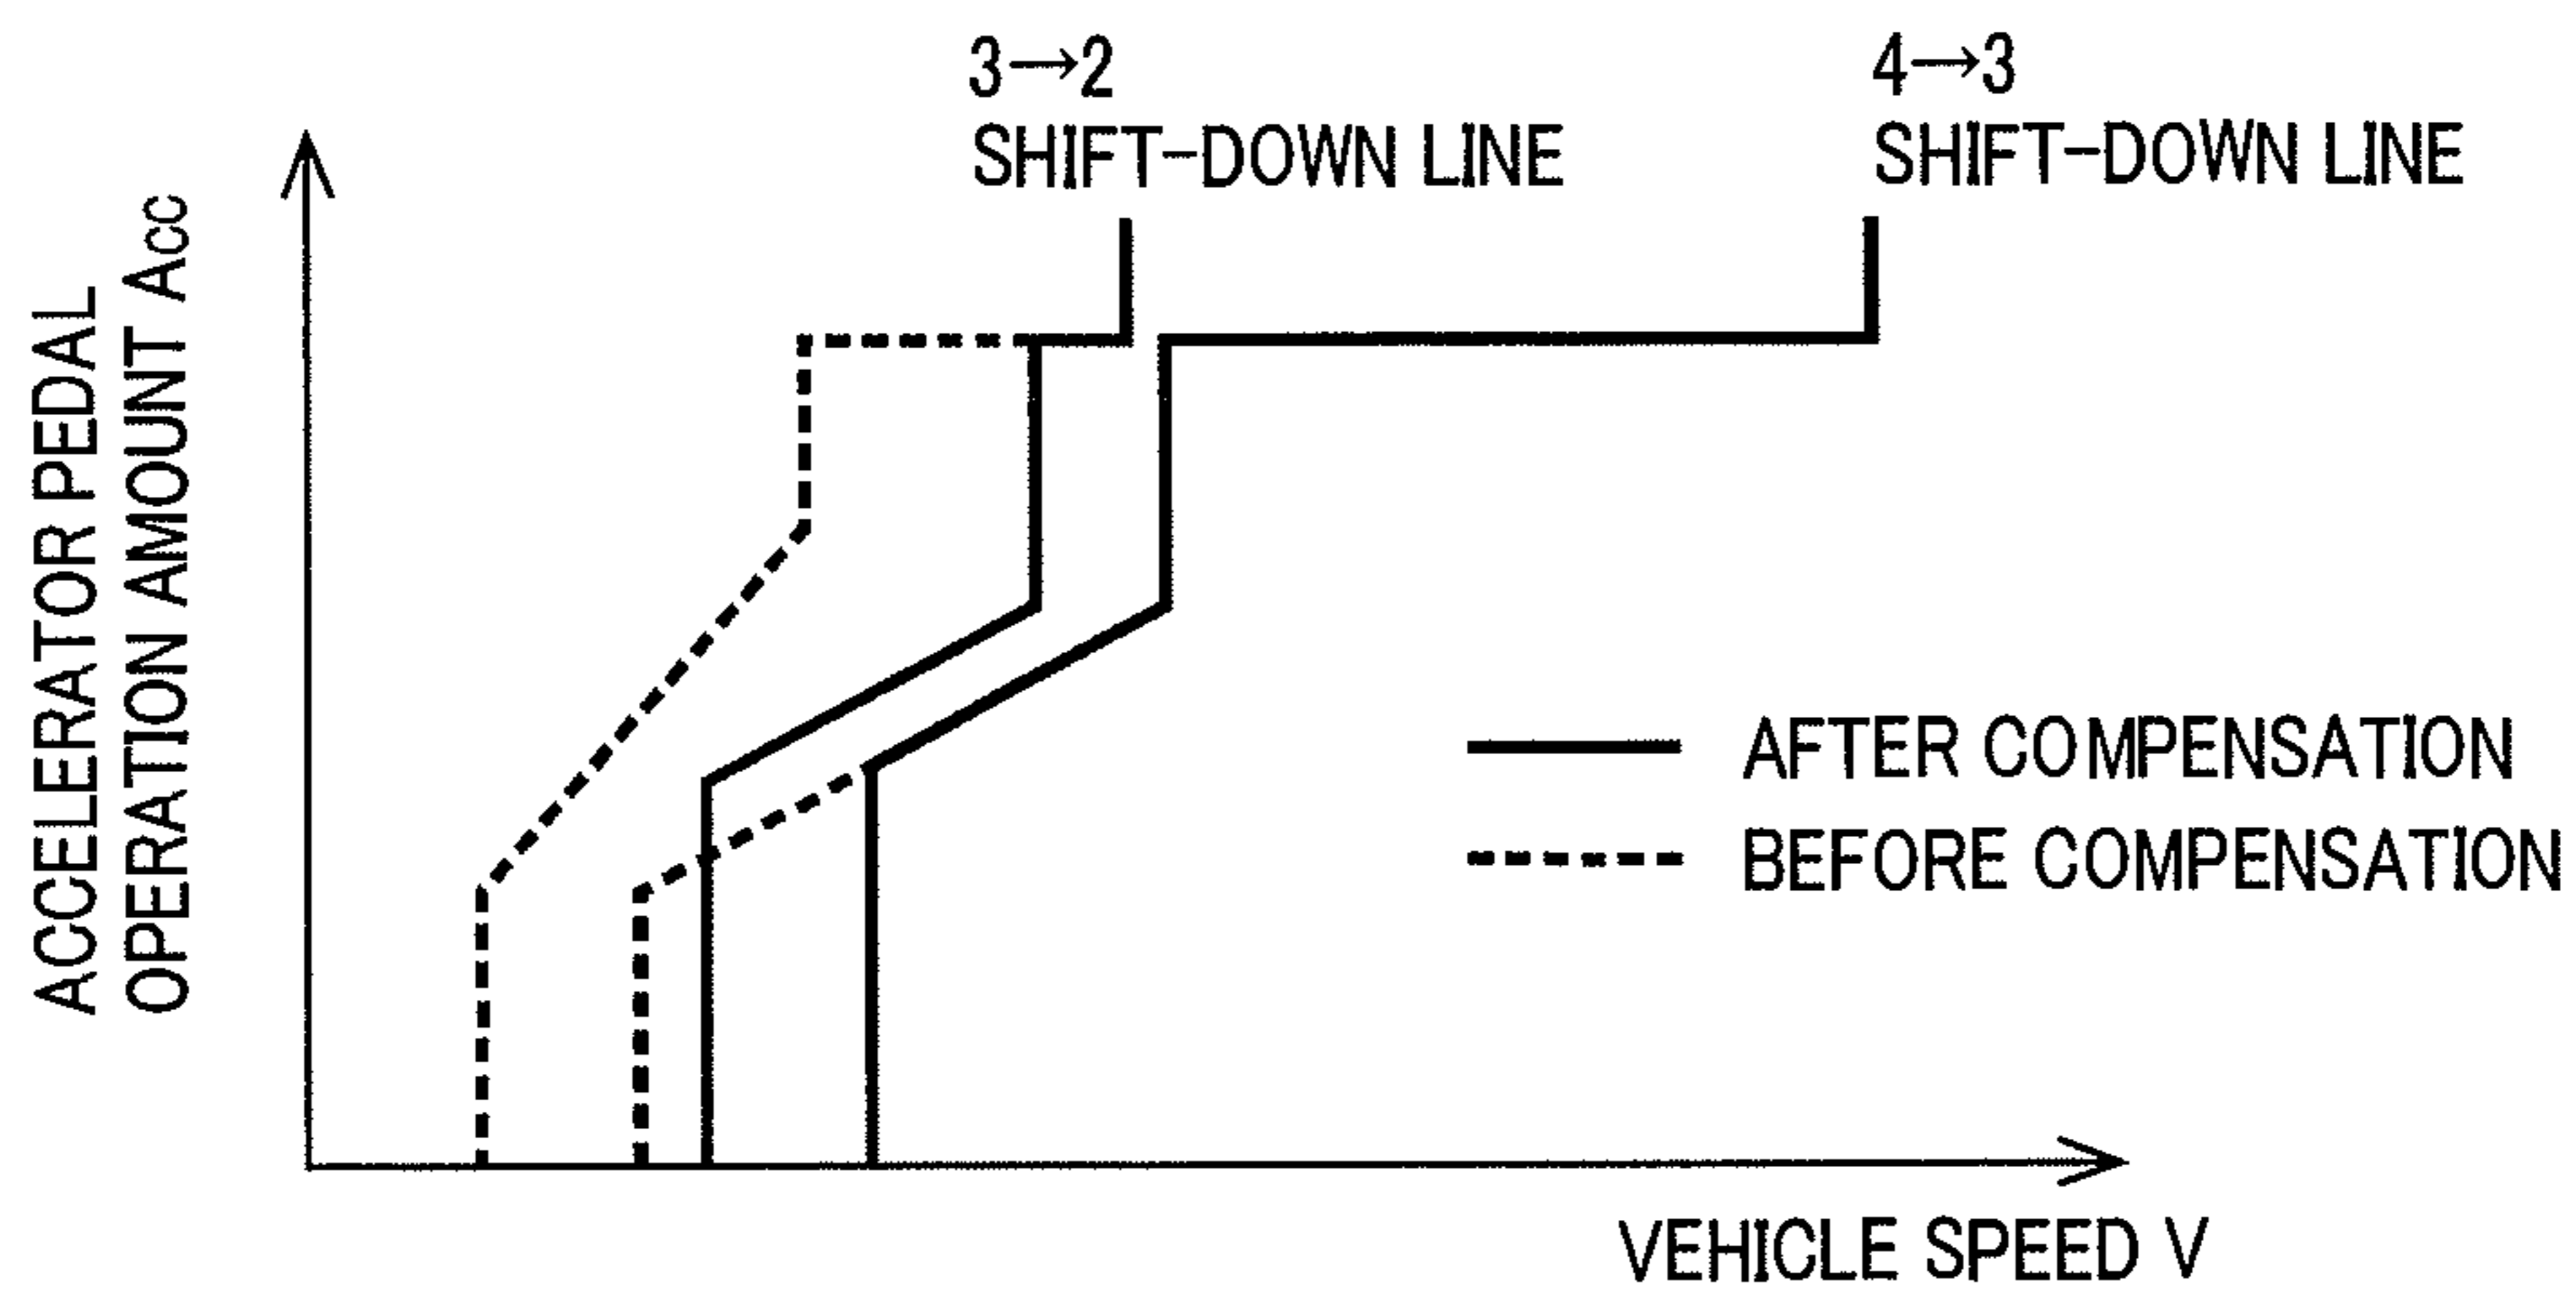 3→2
SHIFT-DOWN LINE
4→3
SHIFT-DOWN LINE
ACCELERATOR PEDAL
OPERATION AMOUNT Acc
AFTER COMPENSATION
BEFORE COMPENSATION
VEHICLE SPEED V